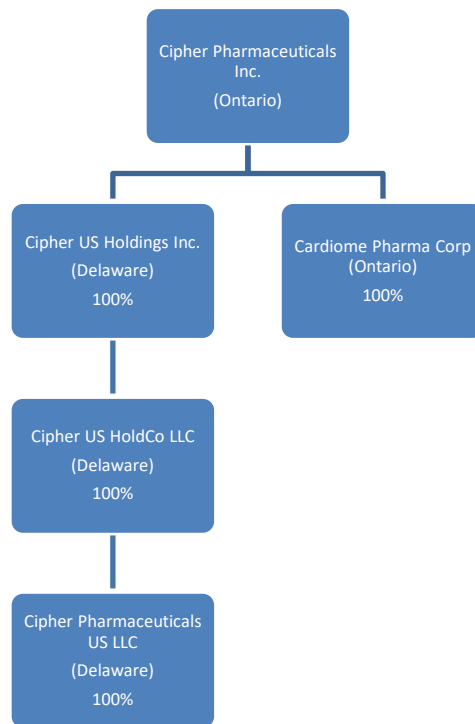 Cipher Pharmaceuticals
Inc.
(Ontario)
Cipher US Holdings Inc.
(Delaware)
100%
Cardiome Pharma Corp
(Ontario)
100%
Cipher US HoldCo LLC
(Delaware)
100%
Cipher Pharmaceuticals
US LLC
(Delaware)
100%